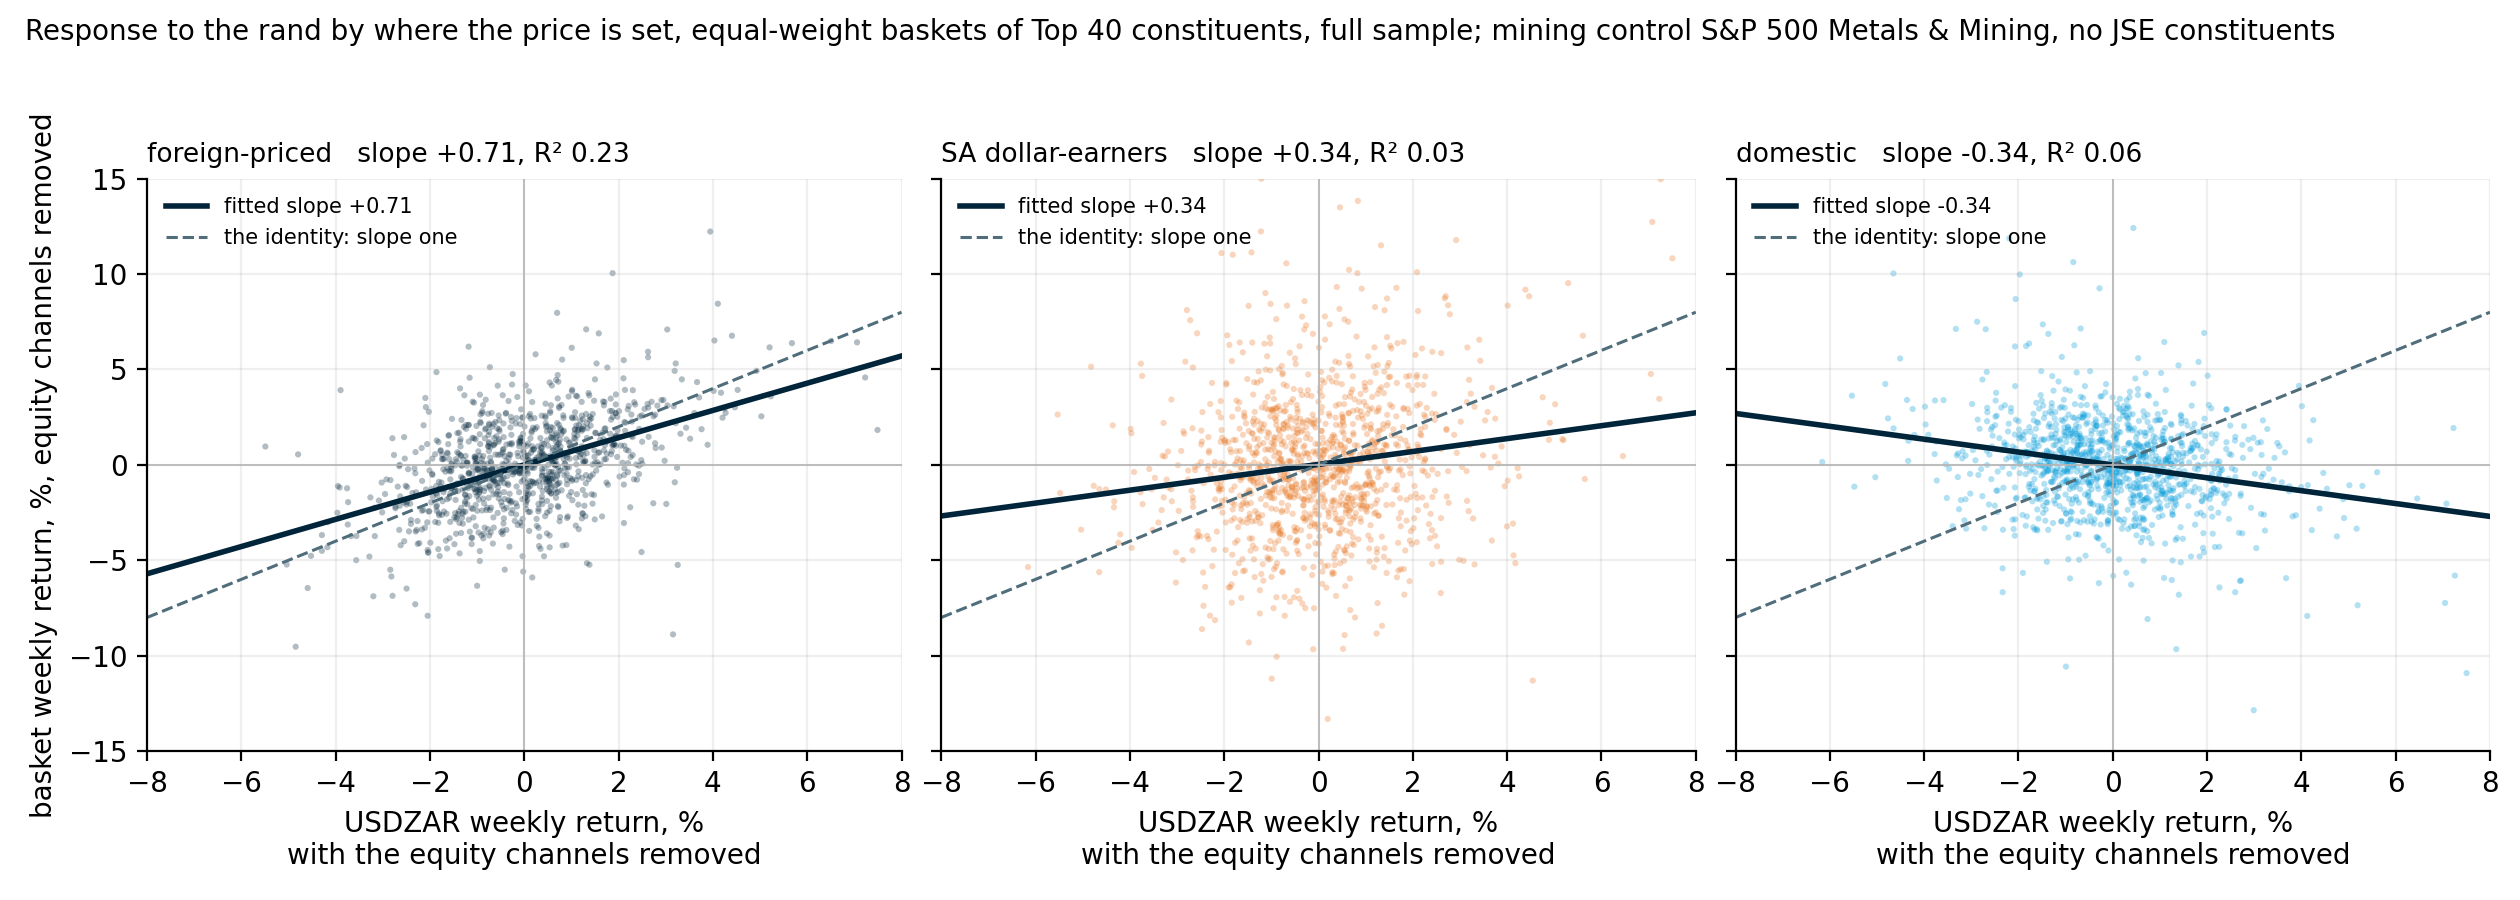 Response to the rand by where the price is set, equal-weight baskets of Top 40 constituents, full sample; mining control S&P 500 Metals & Mining, no JSE constituents
basket weekly return, %, equity channels removed
foreign-priced   slope +0.71, R² 0.23
fitted slope +0.71
the identity: slope one
15
10
5
0
−5
−10
−15
−8 −6 −4 −2 0 2 4 6 8
USDZAR weekly return, %
with the equity channels removed
SA dollar-earners   slope +0.34, R² 0.03
fitted slope +0.34
the identity: slope one
−8 −6 −4 −2 0 2 4 6 8
USDZAR weekly return, %
with the equity channels removed
domestic   slope -0.34, R² 0.06
fitted slope -0.34
the identity: slope one
−8 −6 −4 −2 0 2 4 6 8
USDZAR weekly return, %
with the equity channels removed